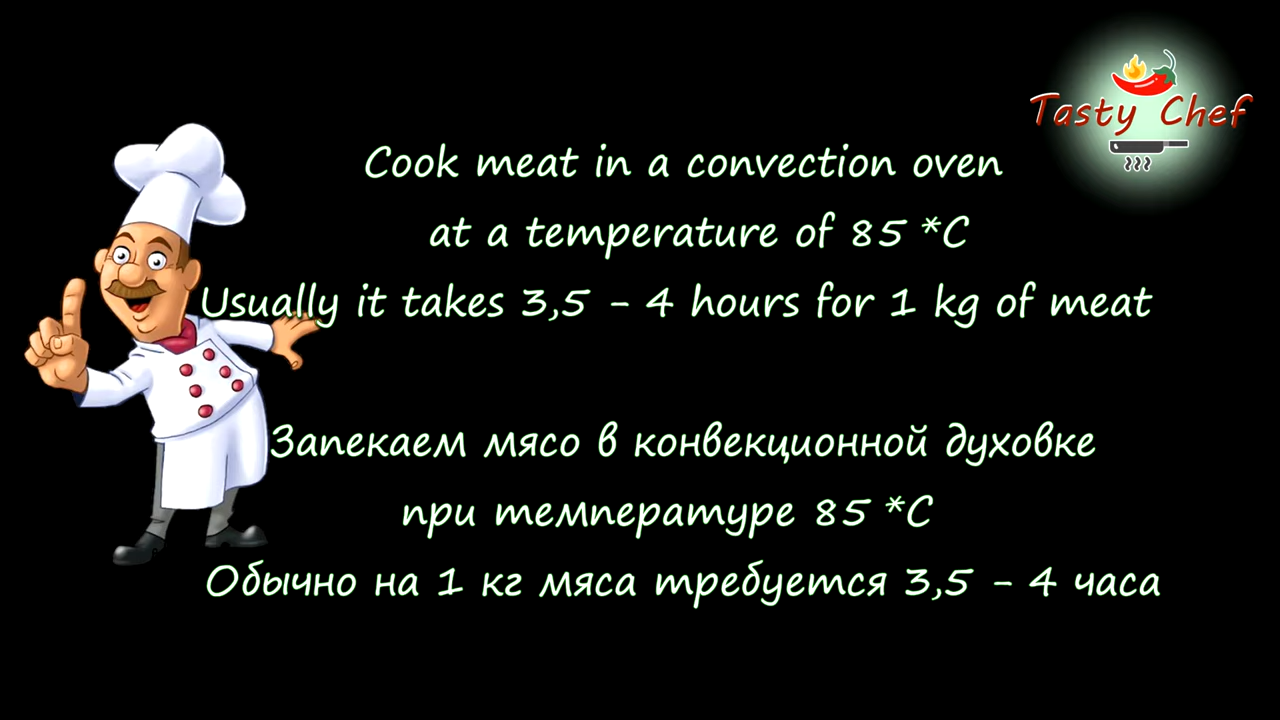 Tasty Chef
Cook meat in a convection oven
at a temperature of 85 *C
Usually it takes 3,5 - 4 hours for 1 kg of meat
Запекаем мясо в конвекционной духовке
при температуре 85 *C
Обычно на 1 кг мяса требуется 3,5 - 4 часа